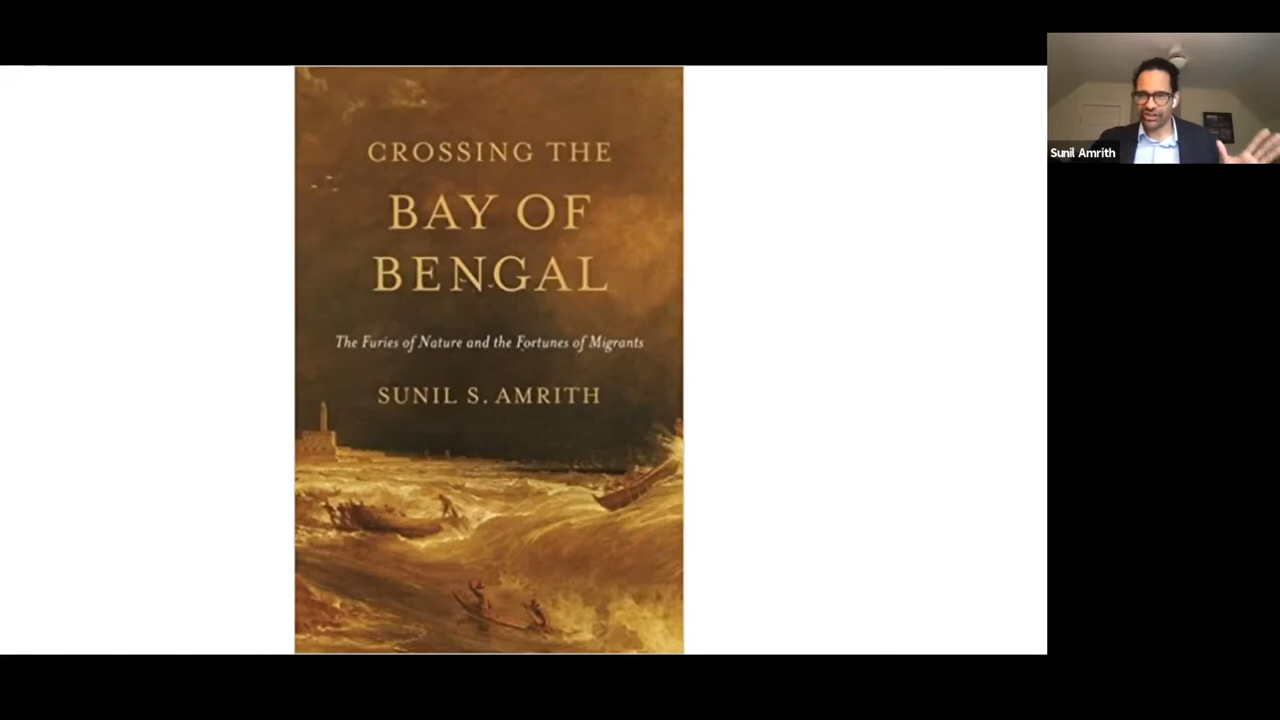 CROSSING THE
BAY OF
BENGAL
The Furies of Nature and the Fortunes of Migrants
SUNIL S. AMRITH
Sunil Amrith